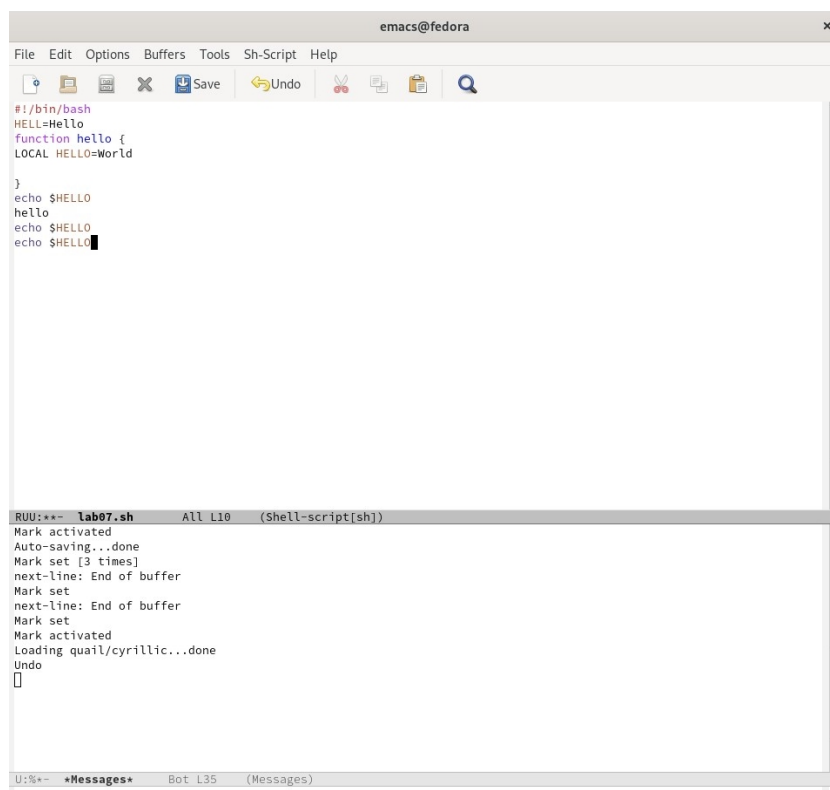 emacs@fedora ×
File Edit Options Buffers Tools Sh-Script Help
Save Undo
#!/bin/bash
HELL=Hello
function hello {
LOCAL HELLO=World
}
echo $HELLO
hello
echo $HELLO
echo $HELLO
RUU:**- lab07.sh All L10 (Shell-script[sh])
Mark activated
Auto-saving...done
Mark set [3 times]
next-line: End of buffer
Mark set
next-line: End of buffer
Mark set
Mark activated
Loading quail/cyrillic...done
Undo
U:%*- *Messages* Bot L35 (Messages)